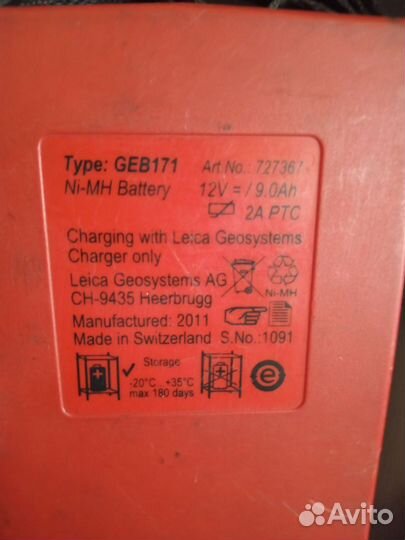 Type: GEB171 Art.No.: 727367
Ni-MH Battery 12V = / 9.0Ah
2A PTC
Charging with Leica Geosystems
Charger only
Leica Geosystems AG
CH-9435 Heerbrugg
Ni-MH
Manufactured: 2011
Made in Switzerland S.No.:1091
Storage
-20°C ..+35°C
max 180 days
e
Avito